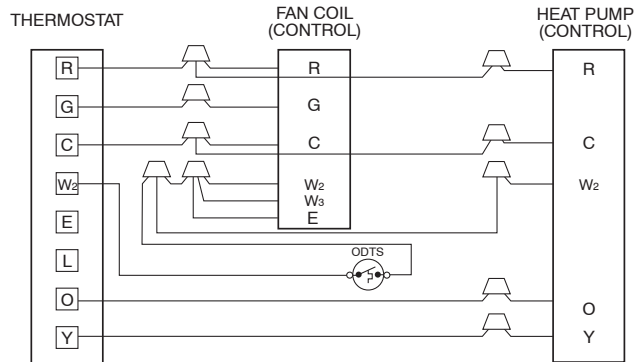 THERMOSTAT
FAN COIL
(CONTROL)
HEAT PUMP
(CONTROL)
R
G
C
W2
E
L
O
Y
R
G
C
W2
W3
E
ODTS
R
C
W2
O
Y